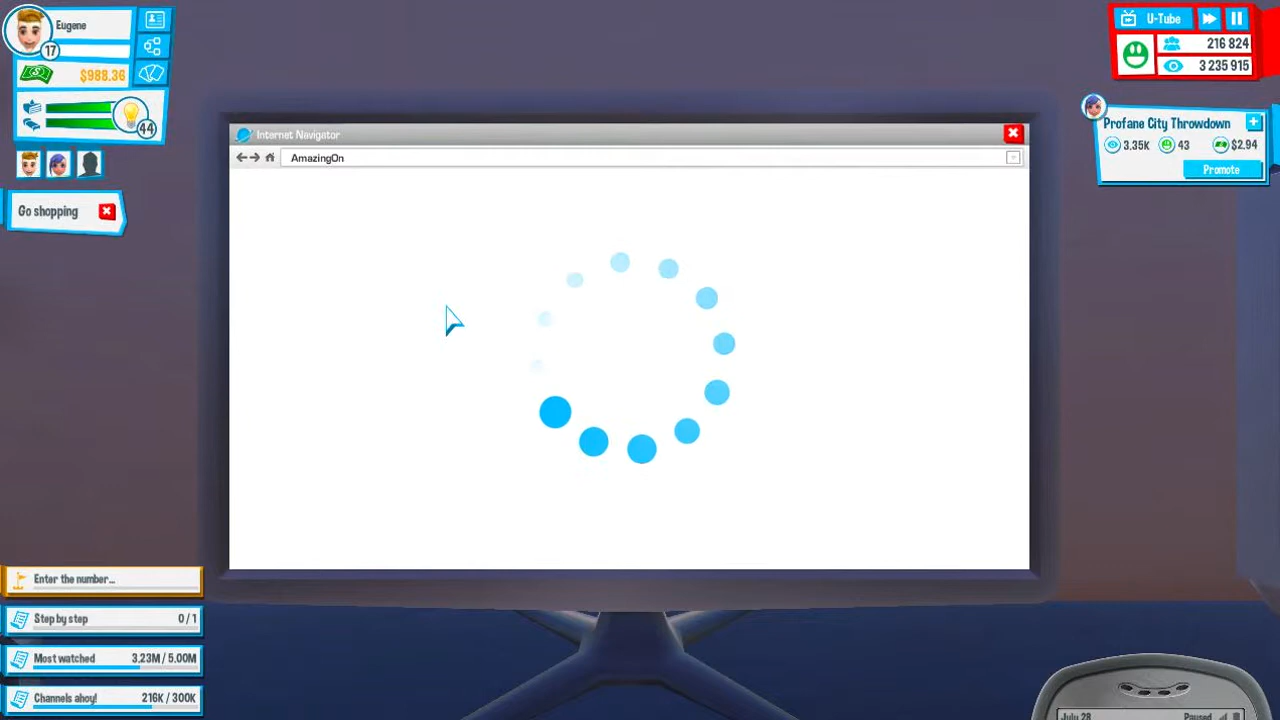 Eugene
17
$988.36
44
Go shopping
Internet Navigator
AmazingOn
U-Tube
216 824
3 235 915
Profane City Throwdown
3.35K 43 $2.94
Promote
Enter the number...
Step by step 0 / 1
Most watched 3.23M / 5.00M
Channels ahoy! 216K / 300K
July 28 Paused